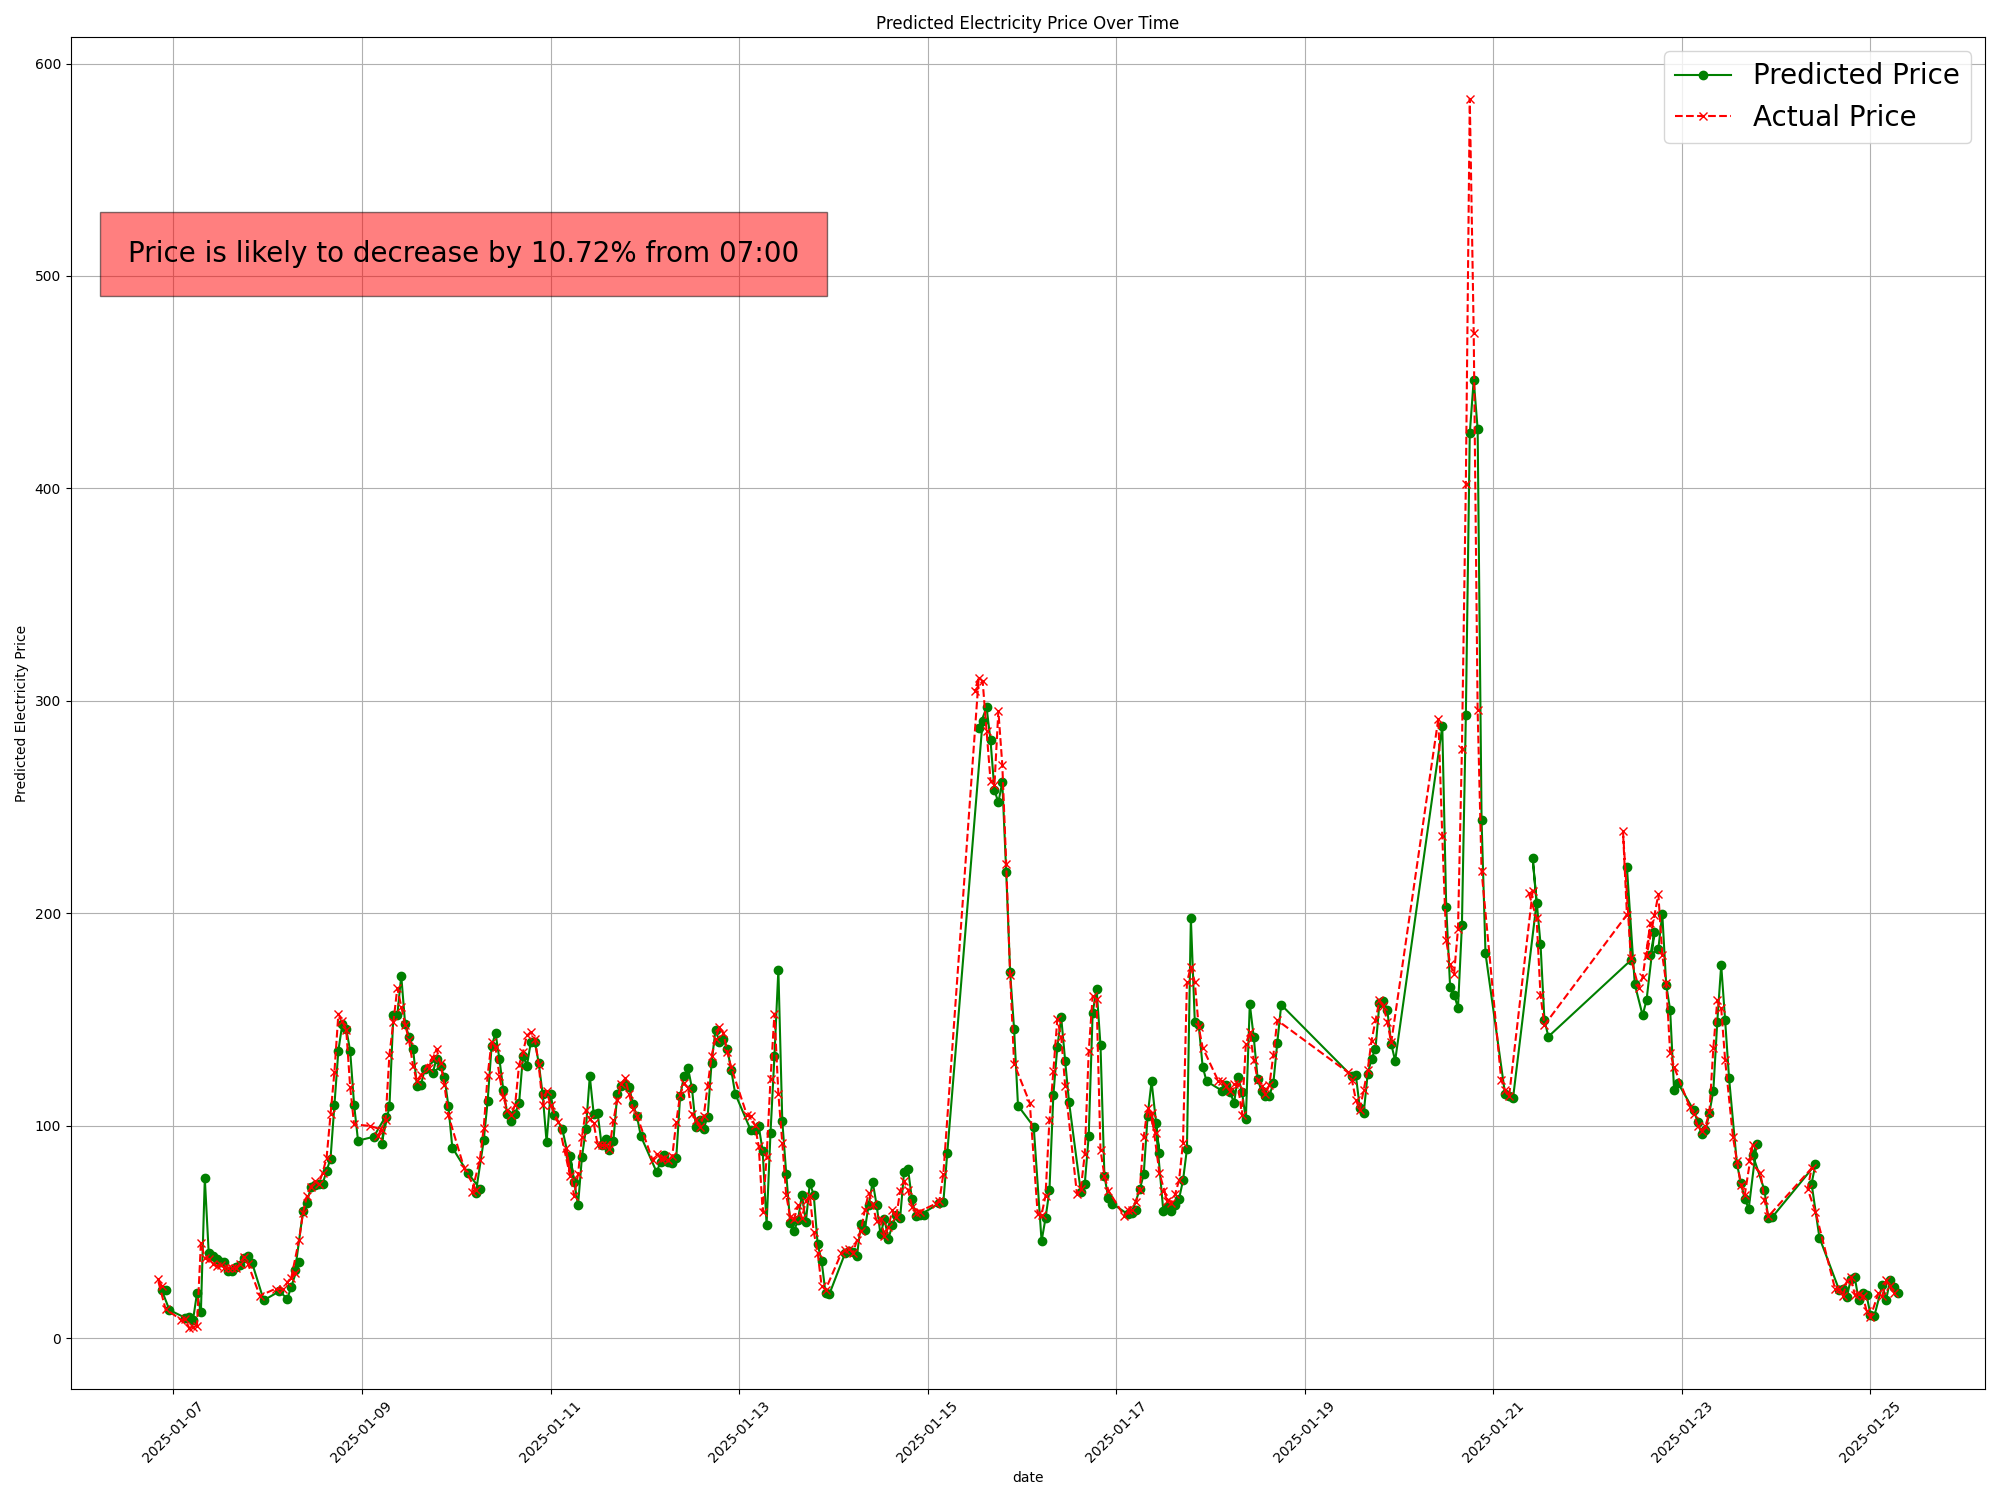 Predicted Electricity Price Over Time
Predicted Price
Actual Price
Price is likely to decrease by 10.72% from 07:00
Predicted Electricity Price
600
500
400
300
200
100
0
2025-01-07
2025-01-09
2025-01-11
2025-01-13
2025-01-15
2025-01-17
2025-01-19
2025-01-21
2025-01-23
2025-01-25
date